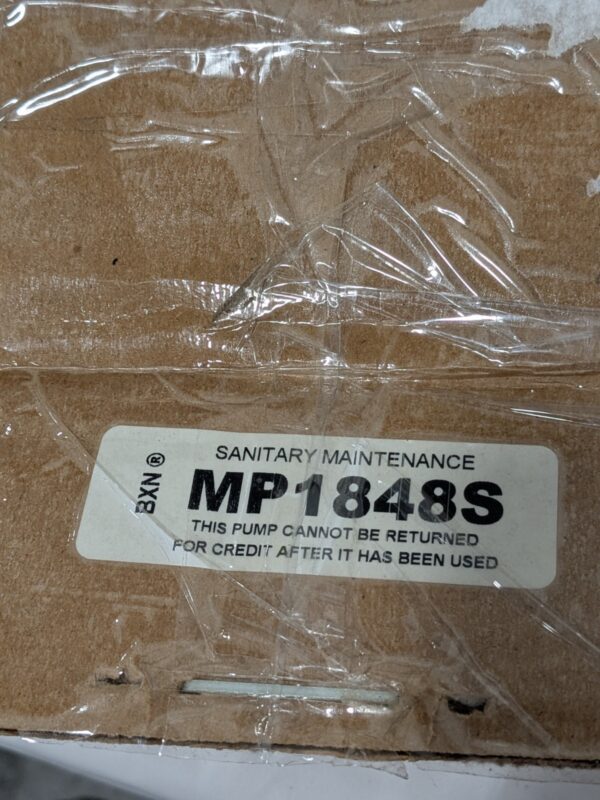 BXN ®
SANITARY MAINTENANCE
MP1848S
THIS PUMP CANNOT BE RETURNED
FOR CREDIT AFTER IT HAS BEEN USED